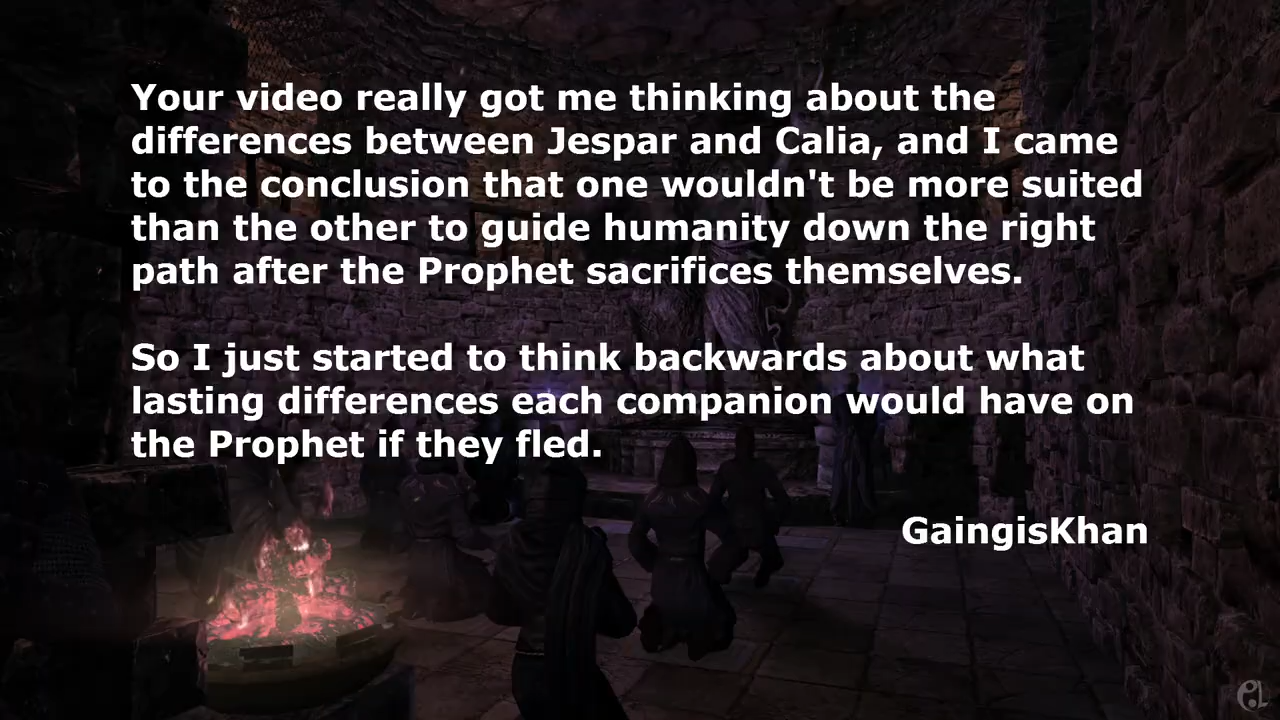 Your video really got me thinking about the
differences between Jespar and Calia, and I came
to the conclusion that one wouldn't be more suited
than the other to guide humanity down the right
path after the Prophet sacrifices themselves.
So I just started to think backwards about what
lasting differences each companion would have on
the Prophet if they fled.
GaingisKhan